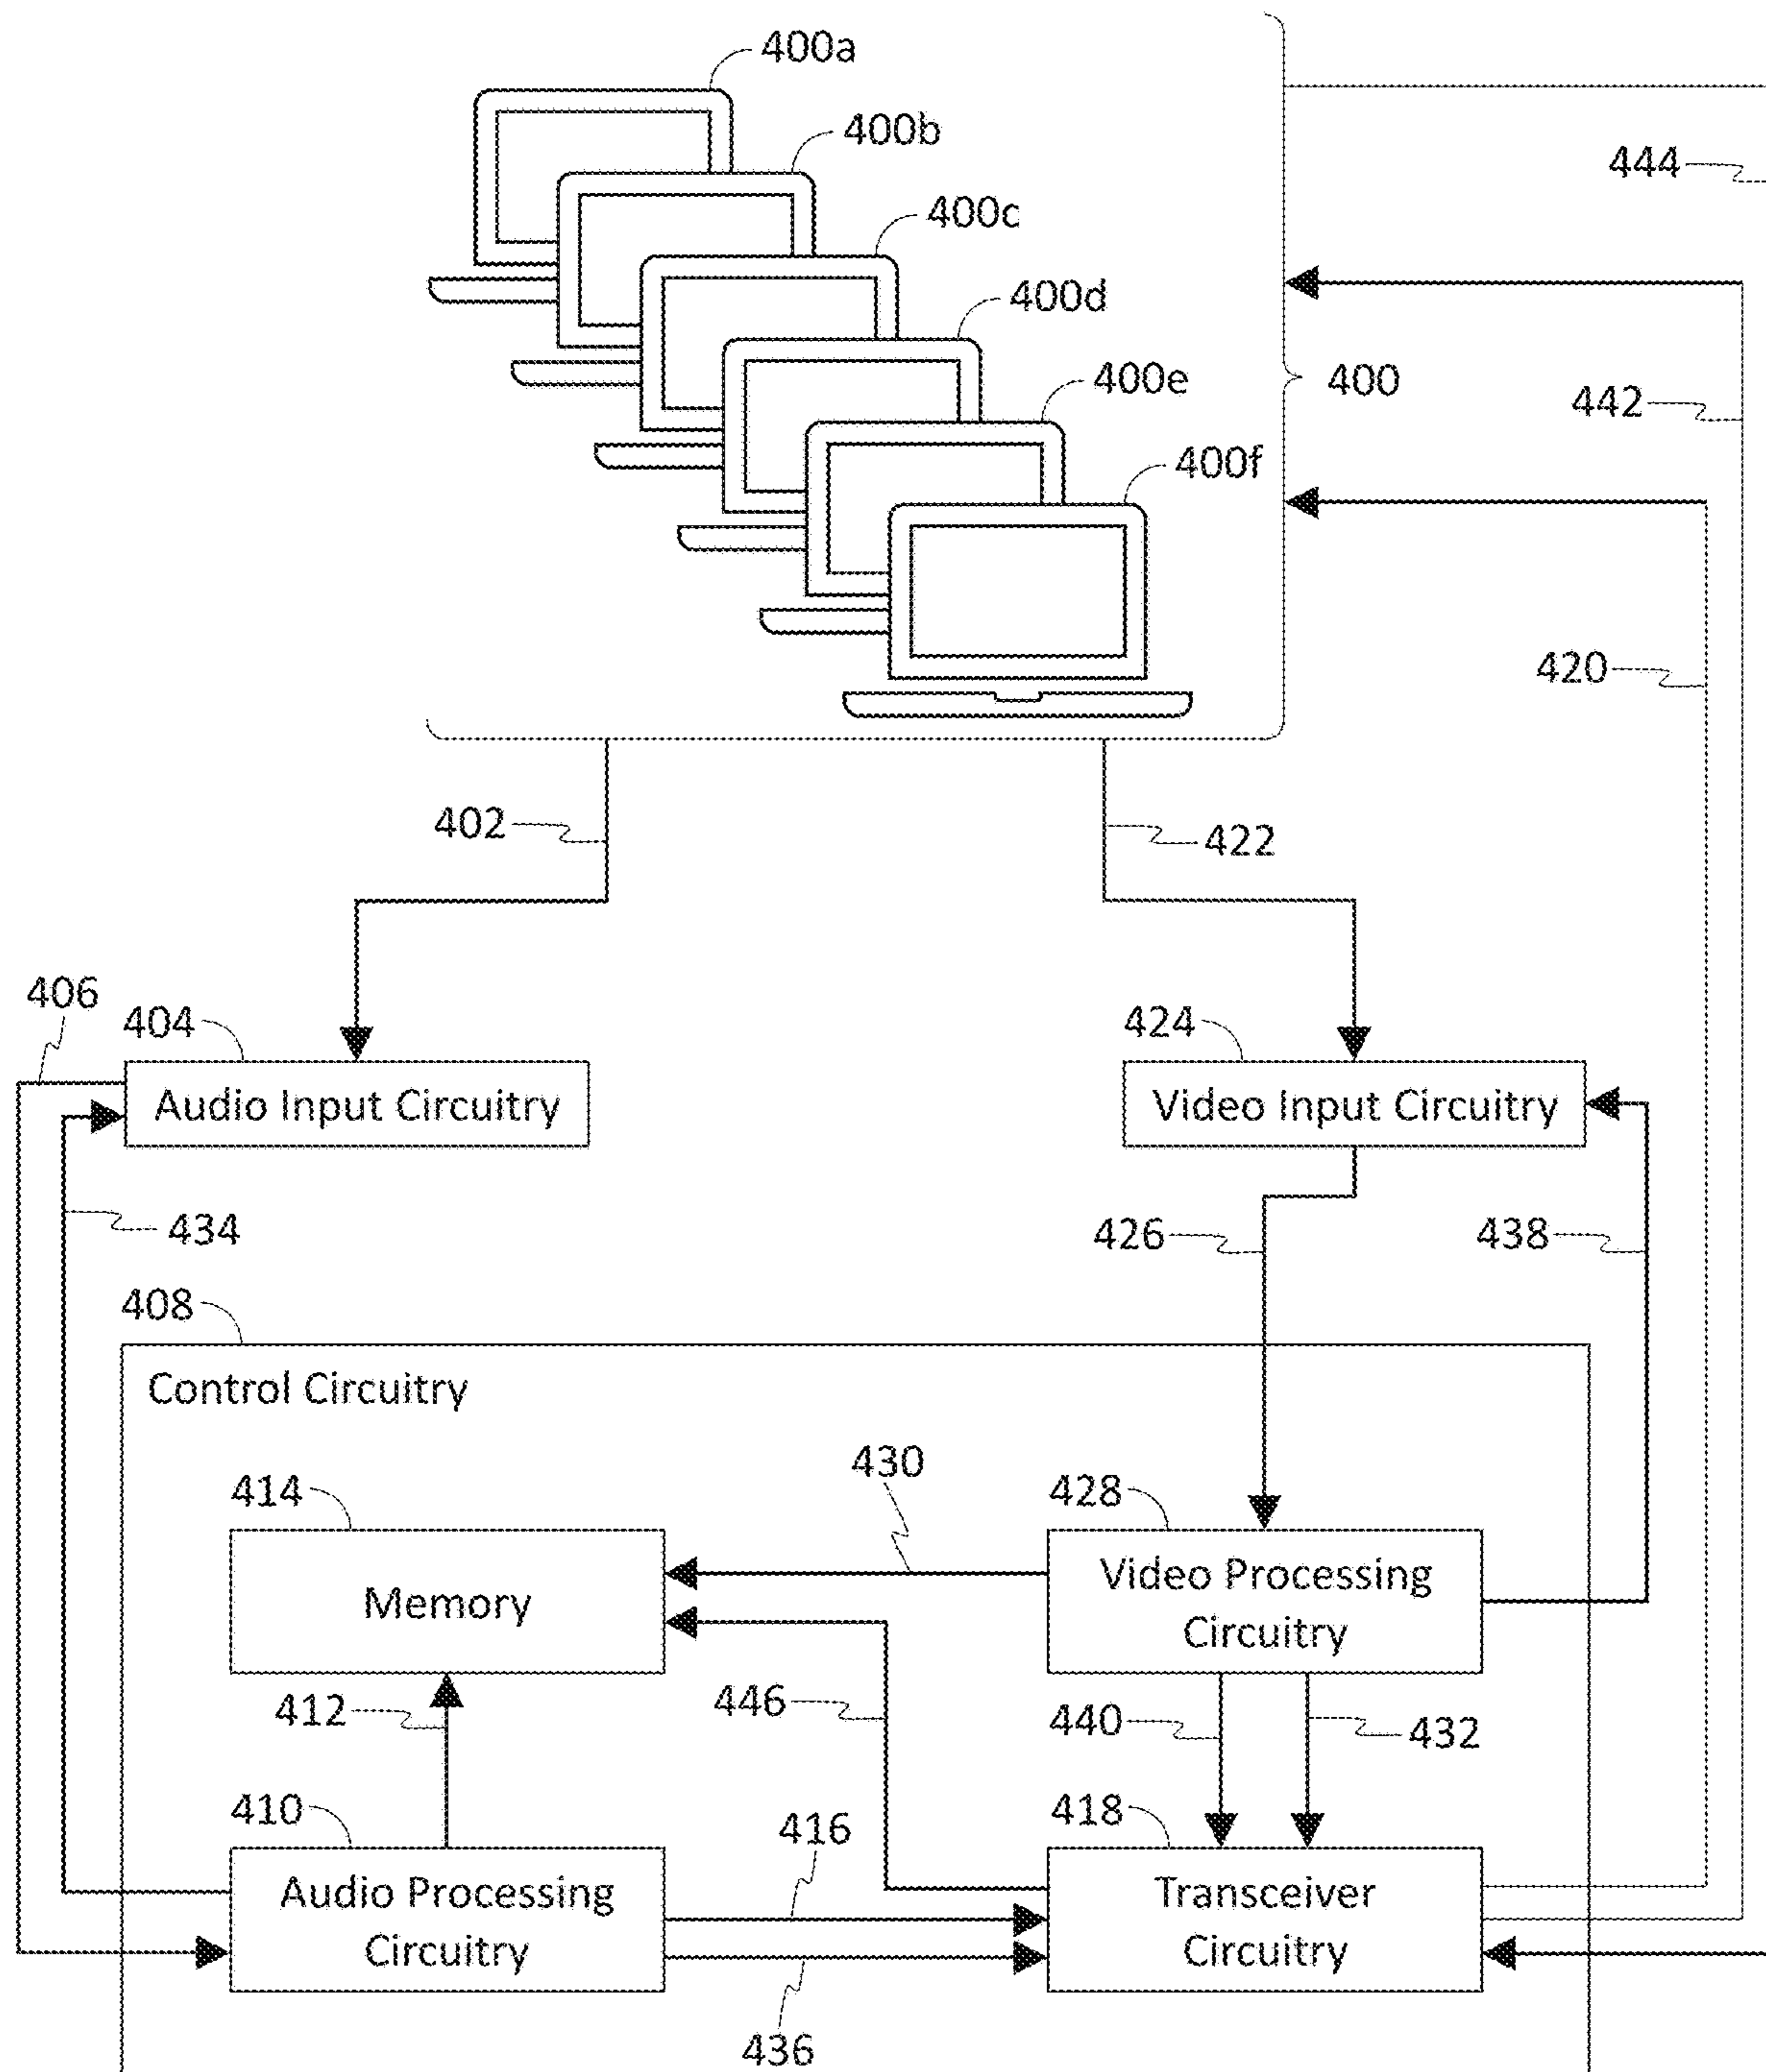 400a
400b
444
400c
400d
400e
400
442
400f
420
402
422
406
404
424
Audio Input Circuitry
Video Input Circuitry
434
426
438
408
Control Circuitry
430
414
428
Memory
Video Processing
Circuitry
412
446
440
432
410
416
418
Audio Processing
Circuitry
Transceiver
Circuitry
436